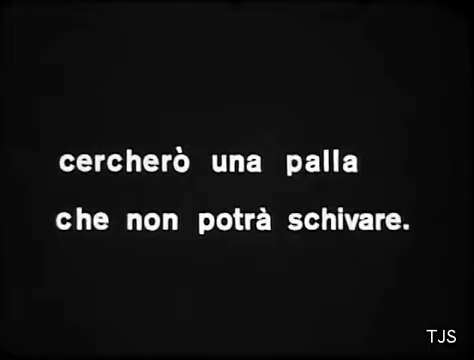 cercherò una palla
che non potrà schivare.
TJS